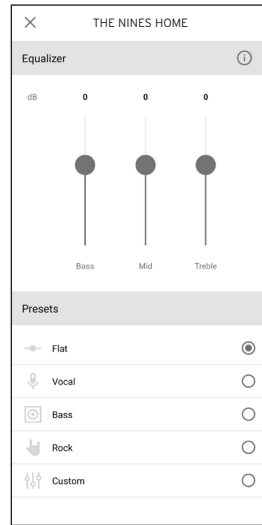 THE NINES HOME
Equalizer
dB 0 0 0
Bass Mid Treble
Presets
Flat
Vocal
Bass
Rock
Custom